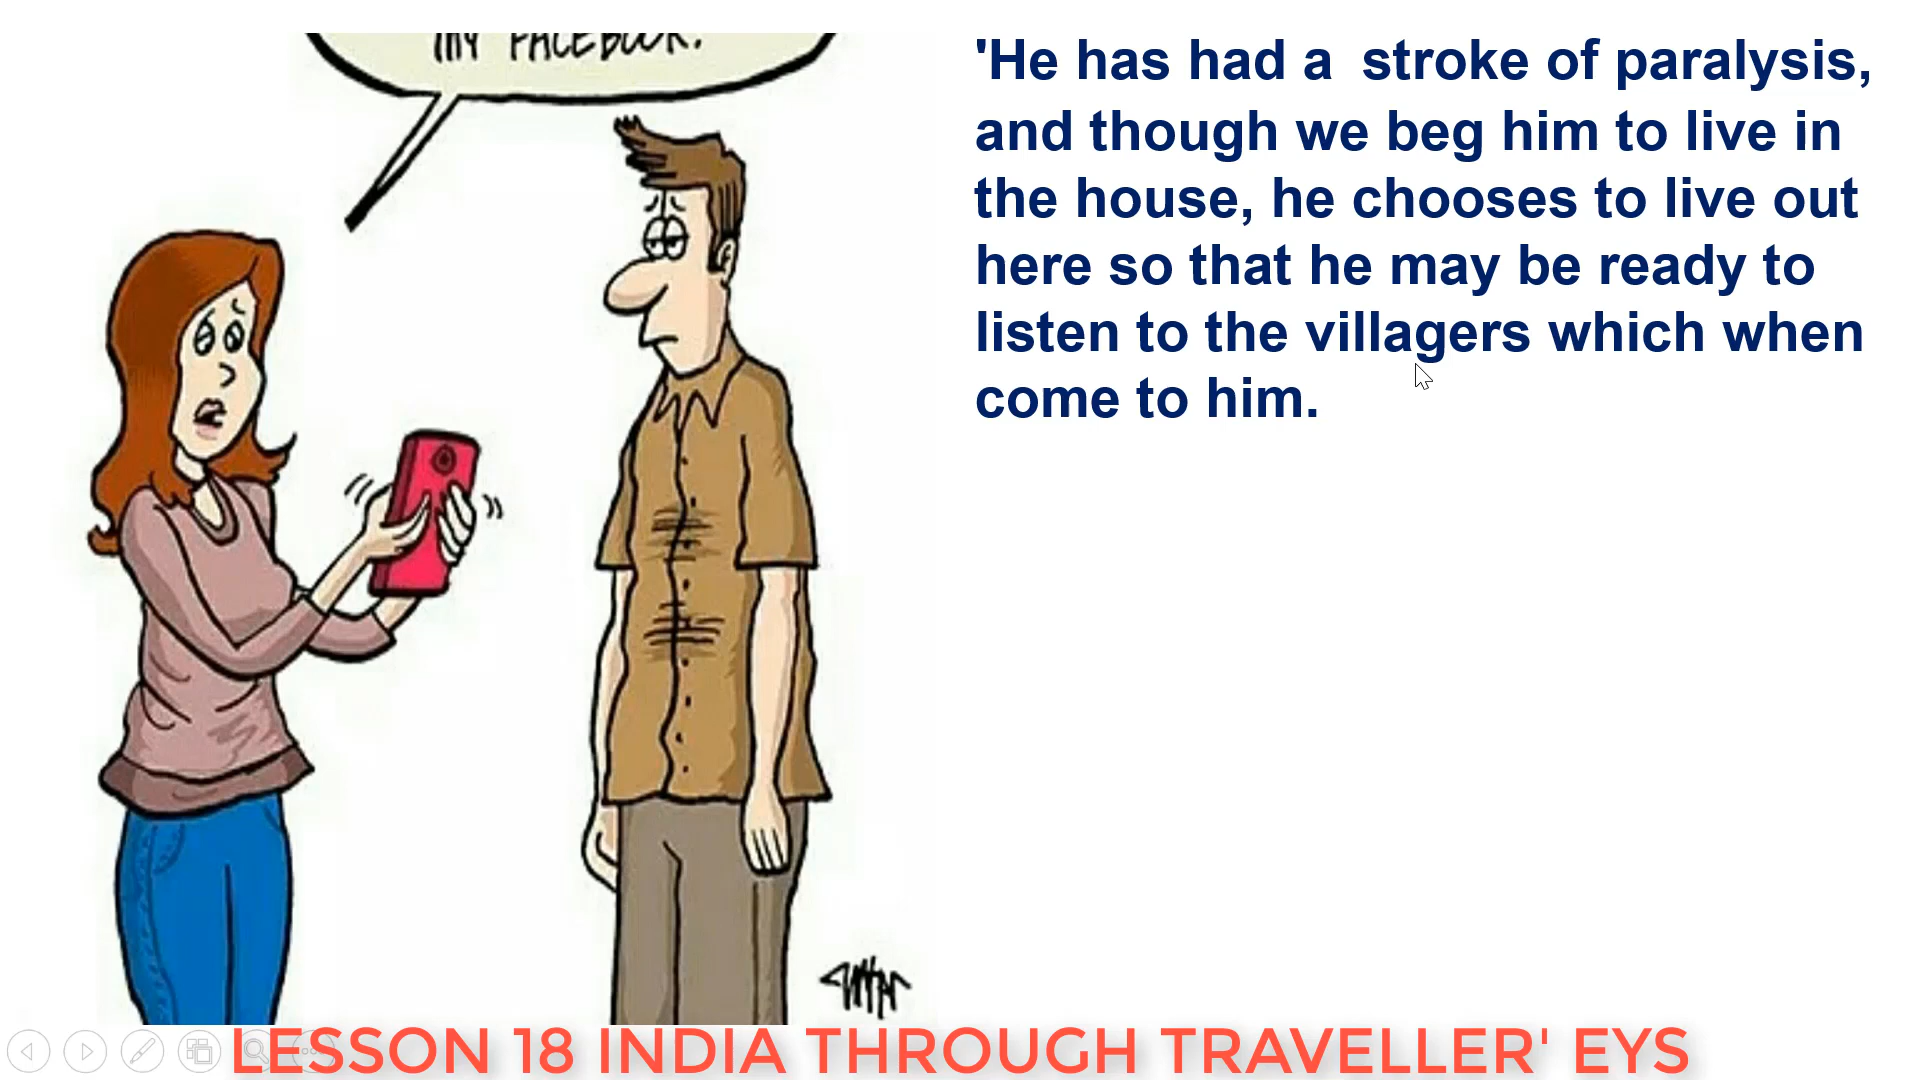 MY FACEBOOK.
'He has had a stroke of paralysis,
and though we beg him to live in
the house, he chooses to live out
here so that he may be ready to
listen to the villagers which when
come to him.
LESSON 18 INDIA THROUGH TRAVELLER' EYS